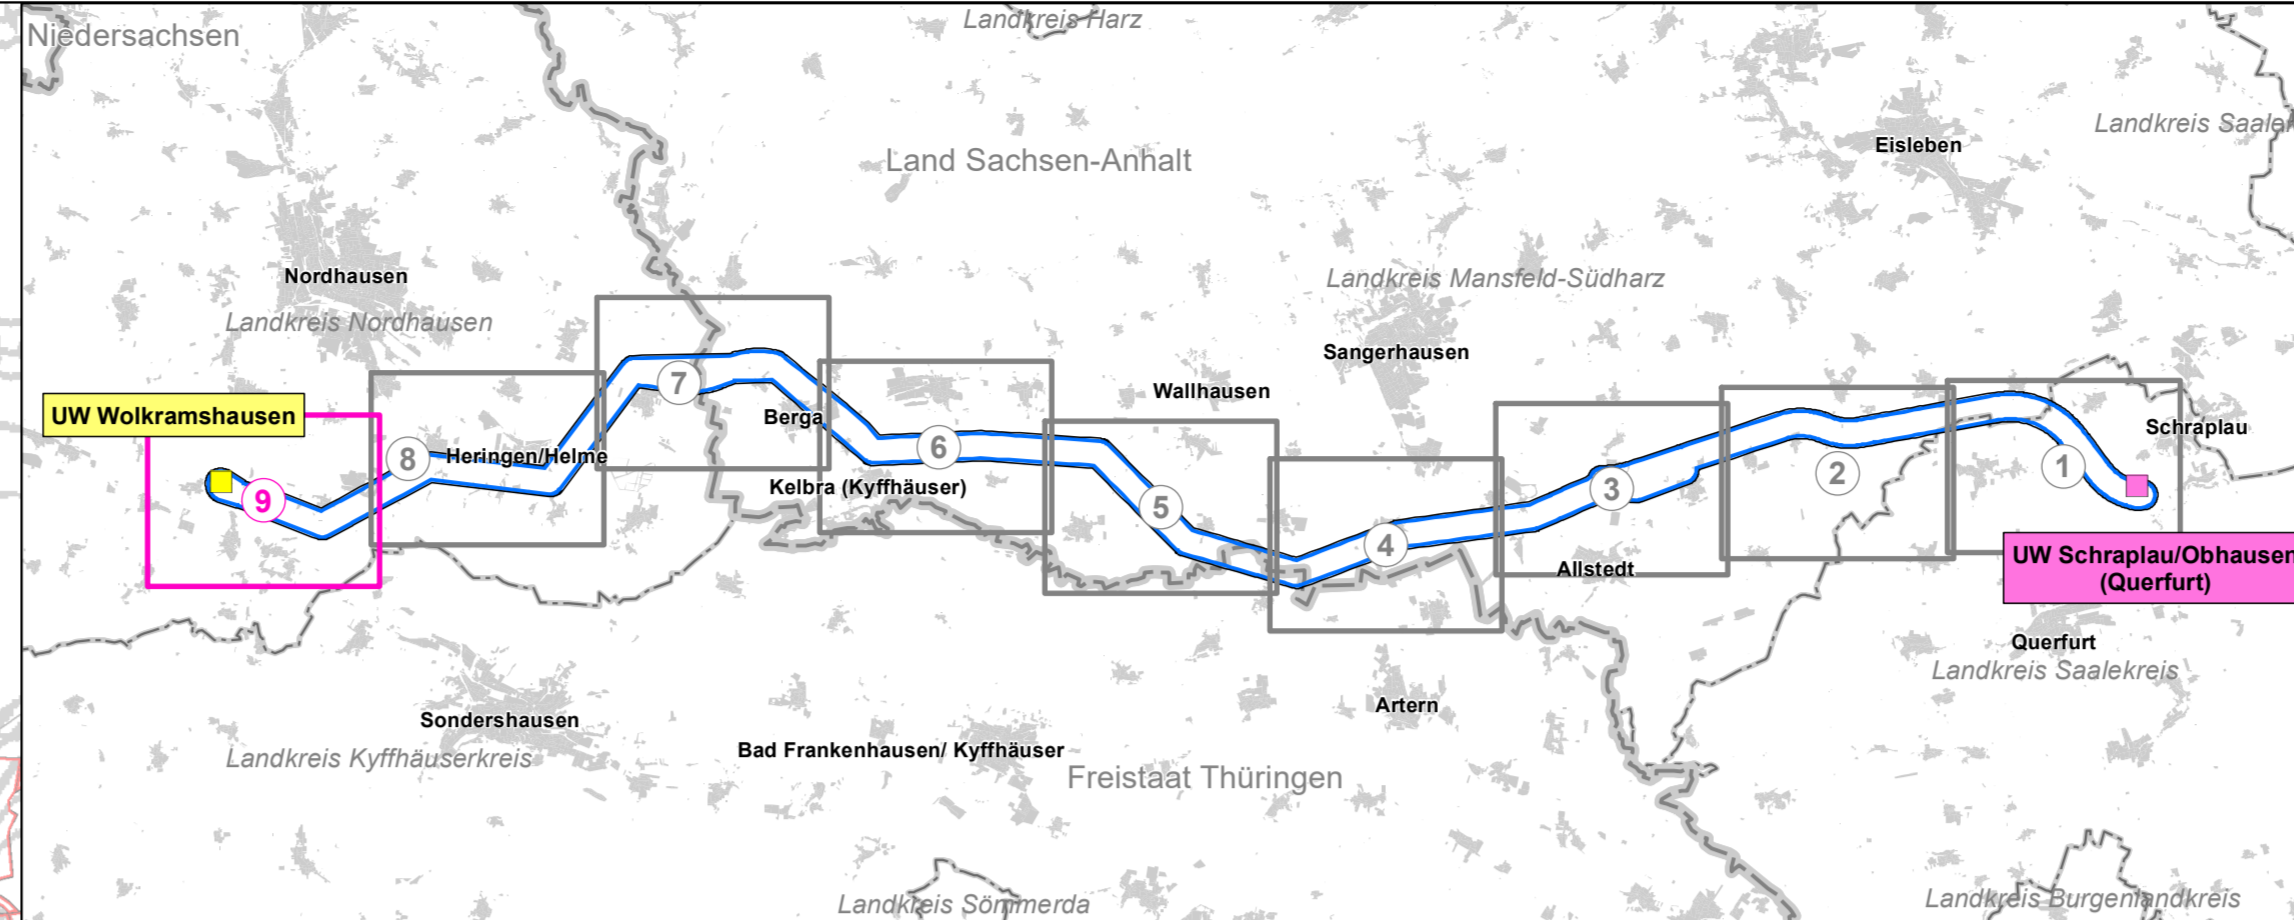 Niedersachsen
Landkreis Harz
Landkreis Saale
Eisleben
Land Sachsen-Anhalt
Nordhausen
Landkreis Mansfeld-Südharz
Landkreis Nordhausen
Sangerhausen
Wallhausen
7
UW Wolkramshausen
Berga
Schraplau
8
Heringen/Helme
6
1
2
Kelbra (Kyffhäuser)
3
9
5
4
UW Schraplau/Obhausen
(Querfurt)
Allstedt
Querfurt
Landkreis Saalekreis
Artern
Sondershausen
Bad Frankenhausen/ Kyffhäuser
Landkreis Kyffhäuserkreis
Freistaat Thüringen
Landkreis Burgenlandkreis
Landkreis Sömmerda